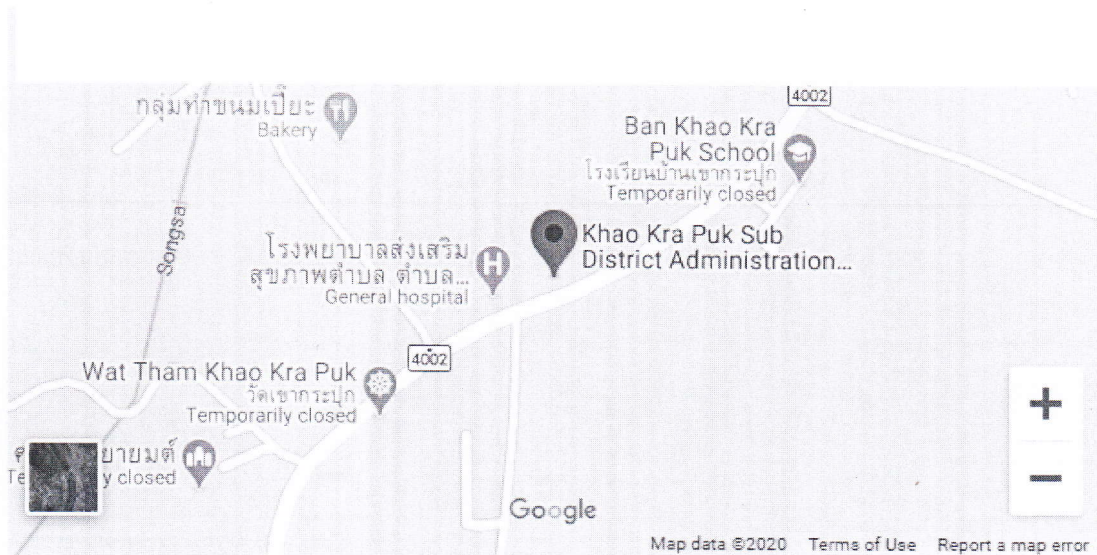 4002
กลุ่มทำขนมเปี๊ยะ
Bakery
Ban Khao Kra
Puk School
โรงเรียนบ้านเขากระปุก
Temporarily closed
Songsai
Khao Kra Puk Sub
District Administration...
โรงพยาบาลส่งเสริม
สุขภาพตำบล ตำบล...
General hospital
4002
Wat Tham Khao Kra Puk
วัดเขากระปุก
Temporarily closed
ยายมต์
y closed
+
−
Google
Map data ©2020 Terms of Use Report a map error